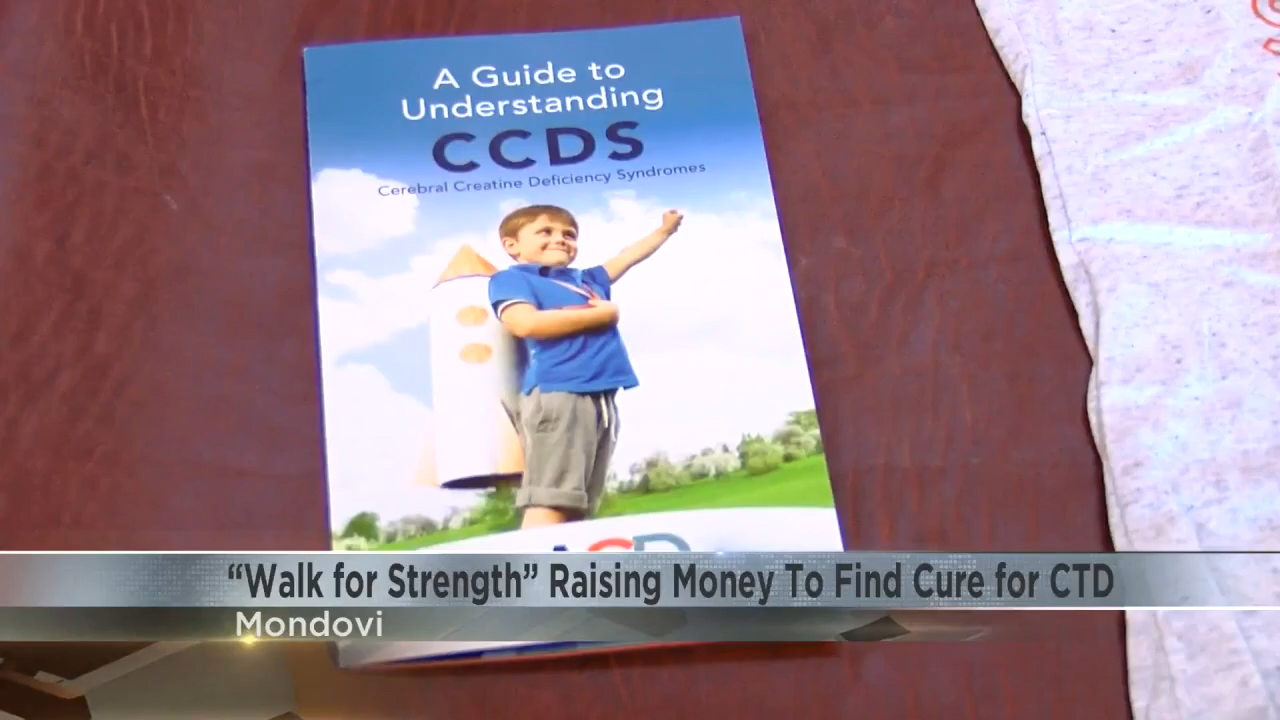 A Guide to
Understanding
CCDS
Cerebral Creatine Deficiency Syndromes
“Walk for Strength” Raising Money To Find Cure for CTD
Mondovi